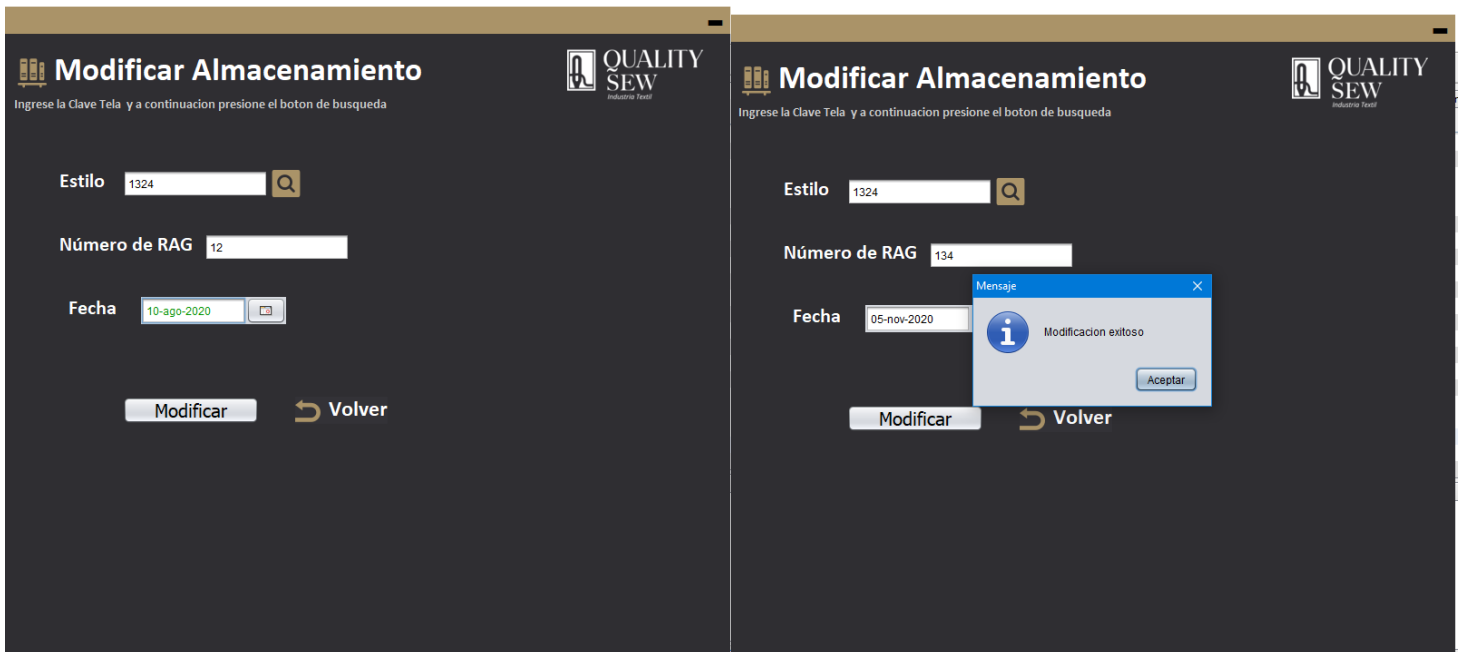 Modificar Almacenamiento
QUALITY
SEW
Industria Textil
Ingrese la Clave Tela y a continuacion presione el boton de busqueda
Estilo 1324
Número de RAG 12
Fecha 10-ago-2020
Modificar Volver
Modificar Almacenamiento
QUALITY
SEW
Industria Textil
Ingrese la Clave Tela y a continuacion presione el boton de busqueda
Estilo 1324
Número de RAG 134
Mensaje
Fecha 05-nov-2020
Modificacion exitoso
Aceptar
Modificar Volver